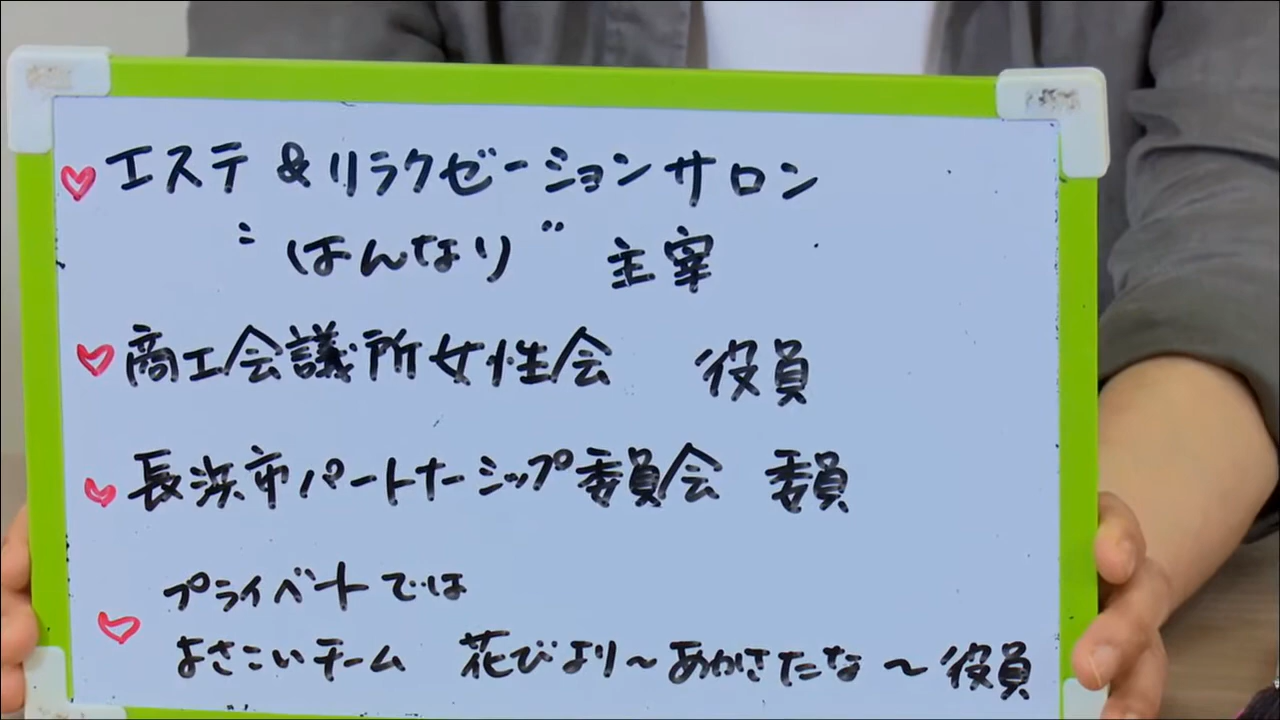 ♡エステ&リラクゼーションサロン
"はんなり" 主宰
♡商工会議所女性会 役員
♡長浜市パートナーシップ委員会 委員
♡プライベートでは
よさこいチーム 花びより～あかさたな～役員